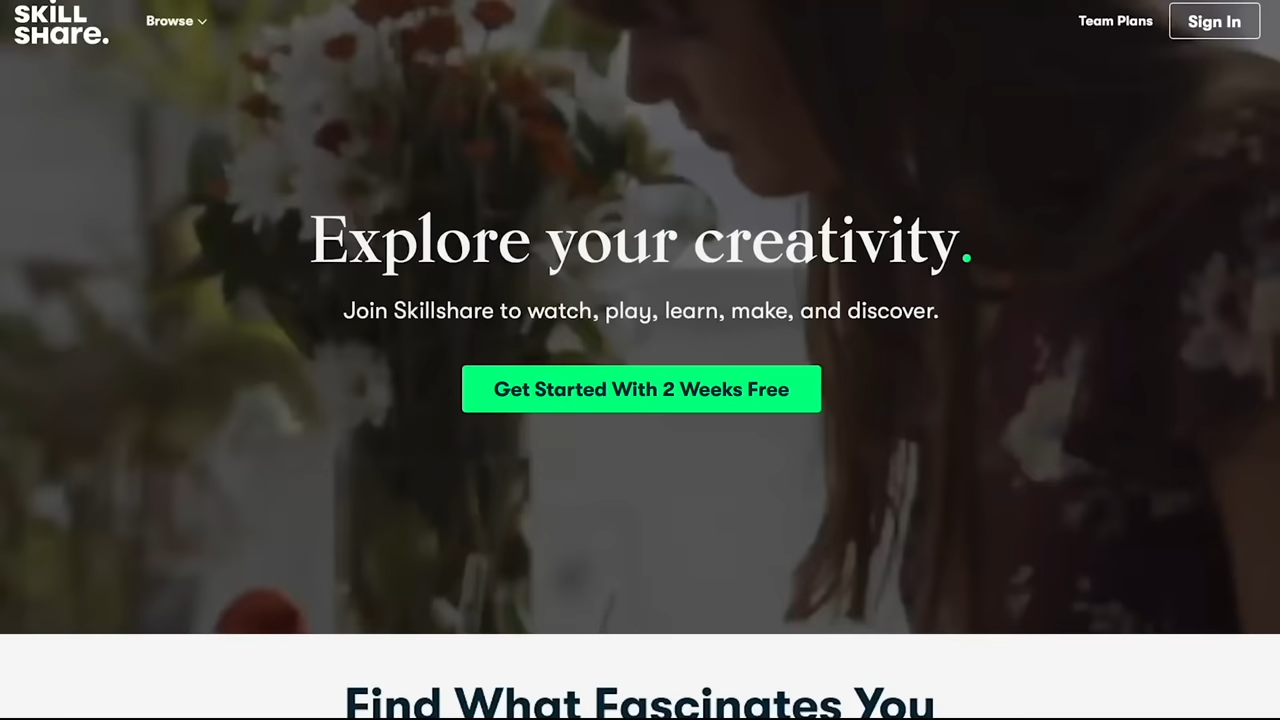 SKiLL
SHare.
Browse
Team Plans
Sign In
Explore your creativity.
Join Skillshare to watch, play, learn, make, and discover.
Get Started With 2 Weeks Free
Find What Fascinates You